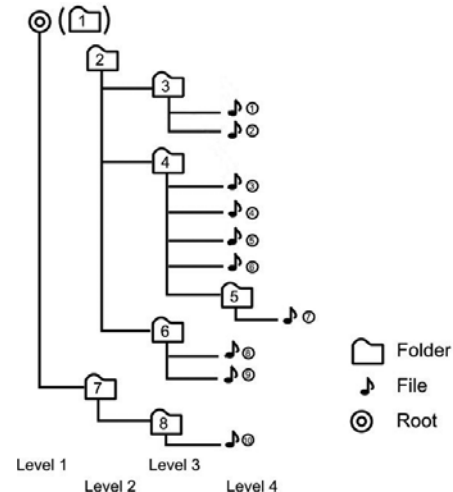 (1)
2
3
①
②
4
③
④
⑤
⑥
5
⑦
6
⑧
⑨
7
8
⑩
Folder
File
Root
Level 1
Level 3
Level 2
Level 4